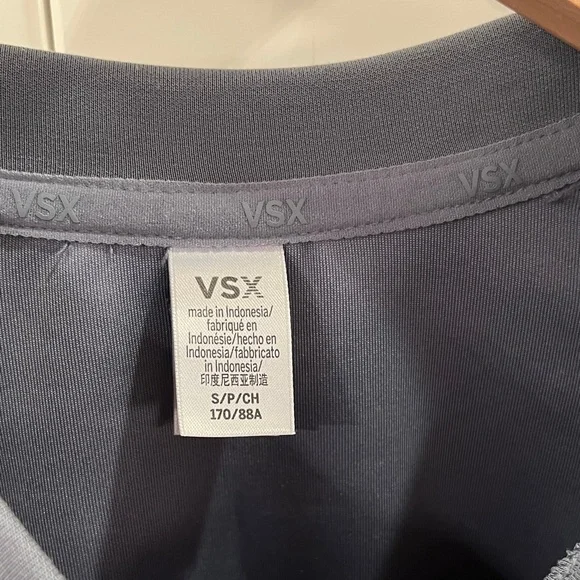 VSX VSX VSX
VSX
made in Indonesia/
fabriqué en
Indonésie/hecho en
Indonesia/fabbricato
in Indonesia/
印度尼西亚制造
S/P/CH
170/88A